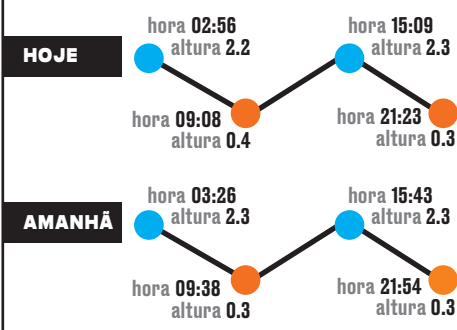 hora 02:56
altura 2.2
hora 15:09
altura 2.3
HOJE
hora 09:08
altura 0.4
hora 21:23
altura 0.3
hora 03:26
altura 2.3
hora 15:43
altura 2.3
AMANHÃ
hora 09:38
altura 0.3
hora 21:54
altura 0.3